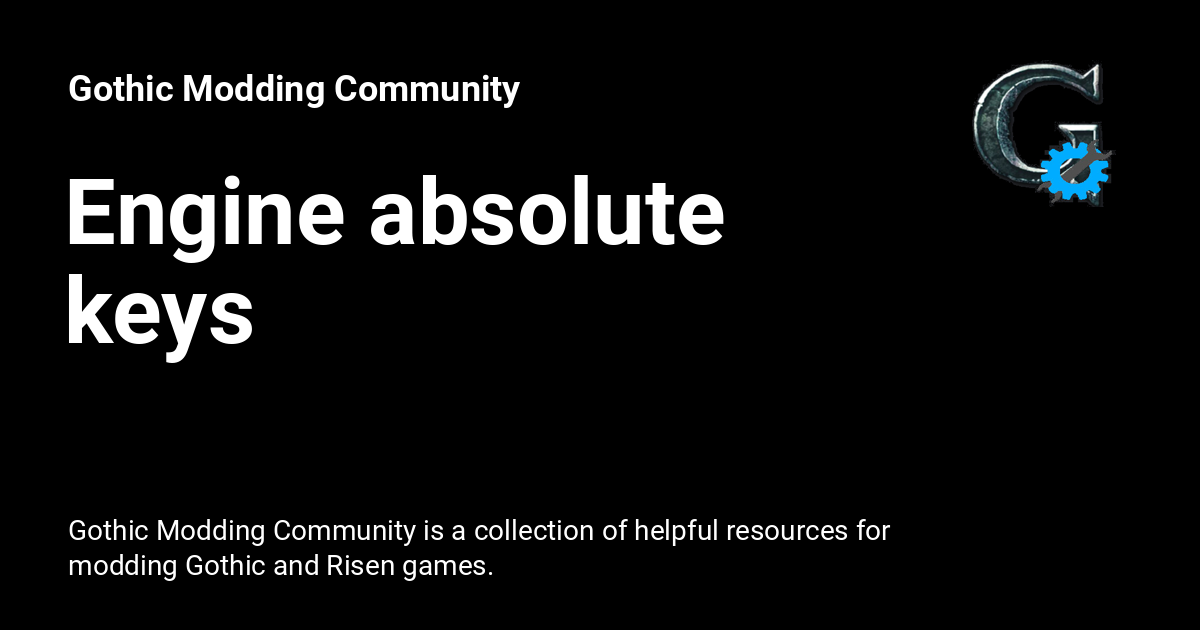 Gothic Modding Community
Engine absolute
keys
Gothic Modding Community is a collection of helpful resources for
modding Gothic and Risen games.